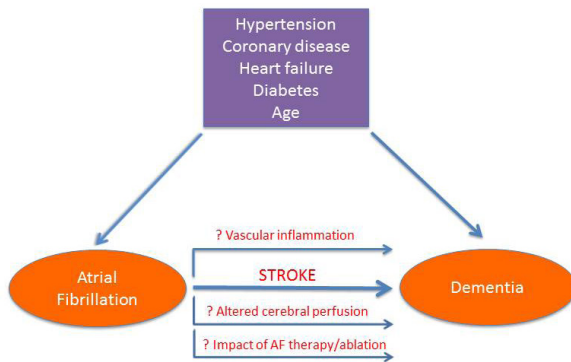 Hypertension
Coronary disease
Heart failure
Diabetes
Age
? Vascular inflammation
STROKE
Atrial
Fibrillation
Dementia
? Altered cerebral perfusion
? Impact of AF therapy/ablation